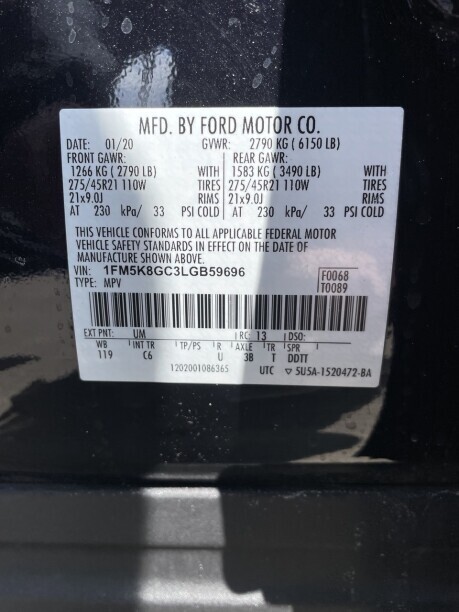 MFD. BY FORD MOTOR CO.
DATE: 01/20 GVWR: 2790 KG ( 6150 LB)
FRONT GAWR: REAR GAWR:
1266 KG ( 2790 LB) WITH 1583 KG ( 3490 LB) WITH
275/45R21 110W TIRES 275/45R21 110W TIRES
21x9.0J RIMS 21x9.0J RIMS
AT 230 kPa/ 33 PSI COLD AT 230 kPa/ 33 PSI COLD
THIS VEHICLE CONFORMS TO ALL APPLICABLE FEDERAL MOTOR
VEHICLE SAFETY STANDARDS IN EFFECT ON THE DATE OF
MANUFACTURE SHOWN ABOVE.
VIN: 1FM5K8GC3LGB59696 F0068
TYPE: MPV T0089
EXT PNT: UM RC: 13 DSO:
WB INT TR TP/PS R AXLE TR SPR
119 C6 U 3B T DDTT
1202001086365 UTC ▽ 5U5A-1520472-BA